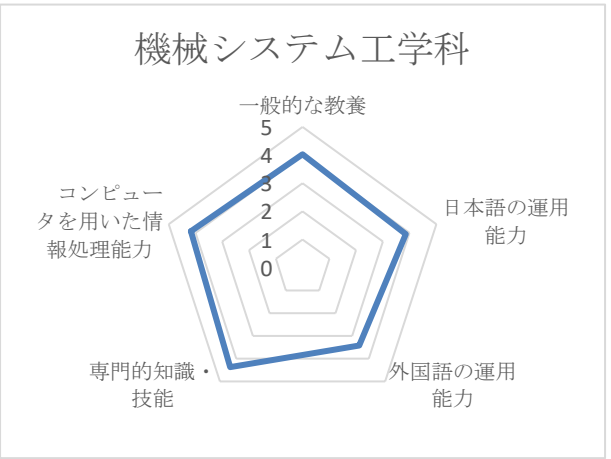 機械システム工学科
一般的な教養
5
4
3
2
1
0
日本語の運用
能力
外国語の運用
能力
専門的知識・
技能
コンピュー
タを用いた情
報処理能力